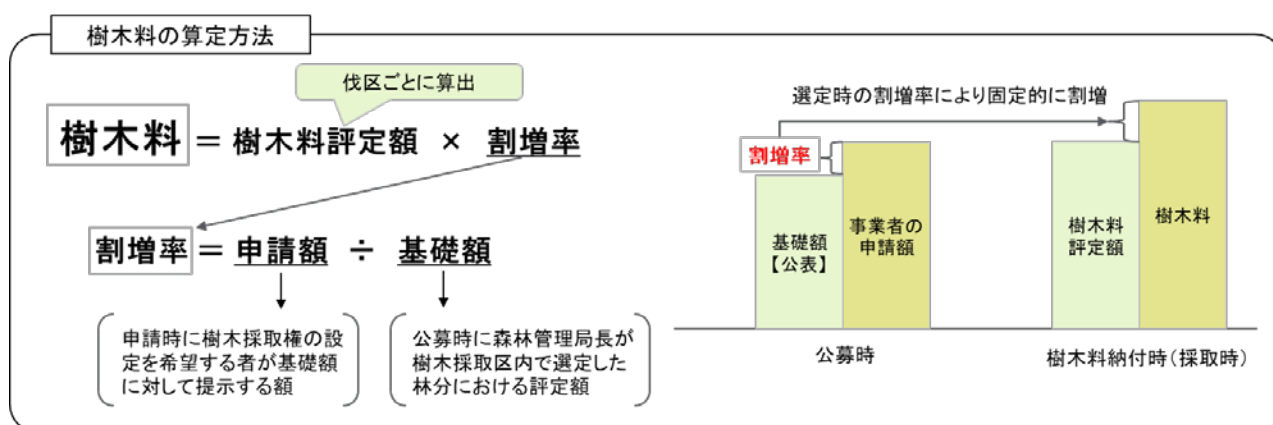 樹木料の算定方法
伐区ごとに算出
樹木料 = 樹木料評定額 × 割増率
割増率 = 申請額 ÷ 基礎額
申請時に樹木採取権の設
定を希望する者が基礎額
に対して提示する額
公募時に森林管理局長が
樹木採取区内で選定した
林分における評定額
選定時の割増率により固定的に割増
割増率
基礎額
【公表】
事業者の
申請額
樹木料
評定額
樹木料
公募時
樹木料納付時(採取時)